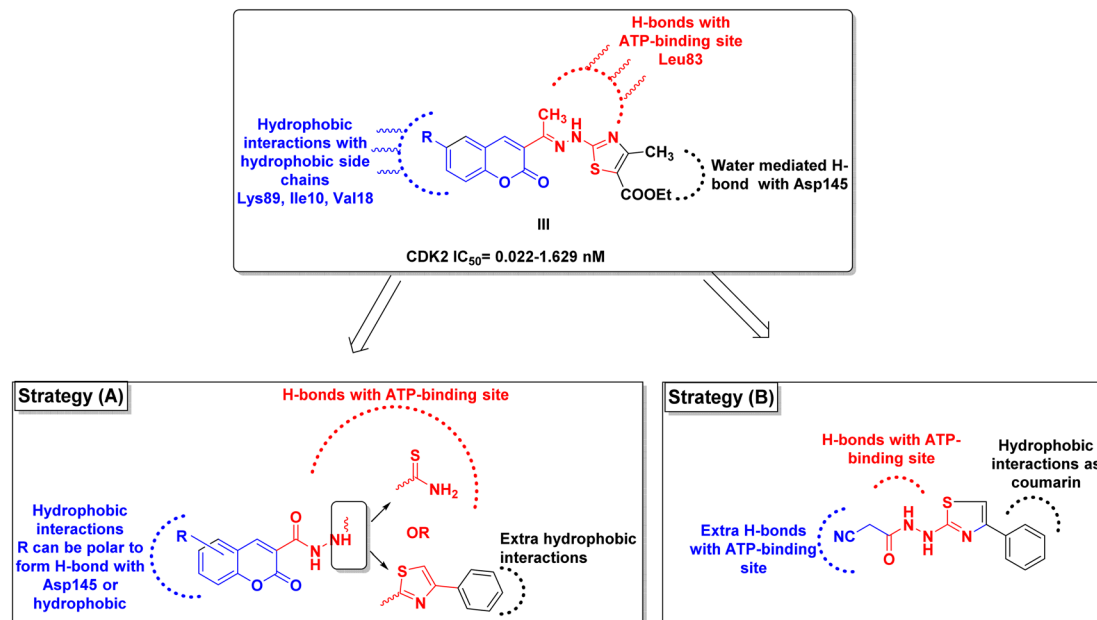 H-bonds with
ATP-binding site
Leu83
Hydrophobic
interactions with
hydrophobic side
chains
Lys89, Ile10, Val18
R
CH3
H
N
N
N
CH3
S
O
O
COOEt
Water mediated H-
bond with Asp145
III
CDK2 IC50= 0.022-1.629 nM
Strategy (A)
H-bonds with ATP-binding site
S
NH2
OR
Hydrophobic
interactions
R can be polar to
form H-bond with
Asp145 or
hydrophobic
R
O
NH
N
H
O
O
S
N
Extra hydrophobic
interactions
Strategy (B)
H-bonds with ATP-
binding site
Hydrophobic
interactions as
coumarin
Extra H-bonds
with ATP-binding
site
NC
O
H
N
N
H
S
N